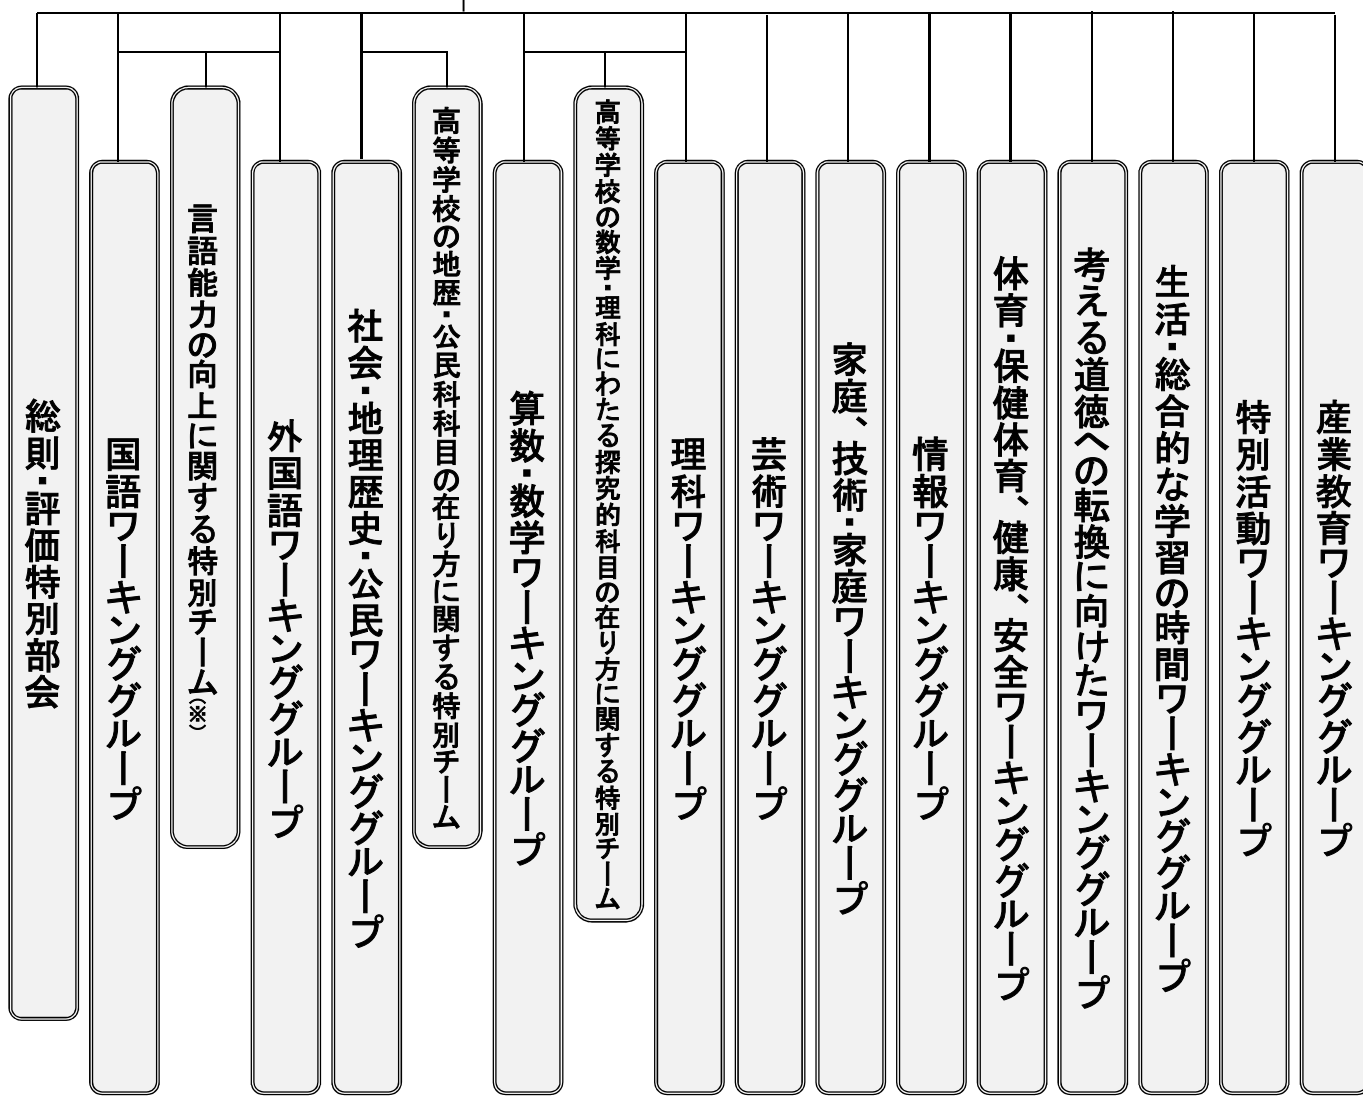 総則・評価特別部会
国語ワーキンググループ
言語能力の向上に関する特別チーム(※)
外国語ワーキンググループ
社会・地理歴史・公民ワーキンググループ
高等学校の地歴・公民科科目の在り方に関する特別チーム
算数・数学ワーキンググループ
高等学校の数学・理科にわたる探究的科目の在り方に関する特別チーム
理科ワーキンググループ
芸術ワーキンググループ
家庭、技術・家庭ワーキンググループ
情報ワーキンググループ
体育・保健体育、健康、安全ワーキンググループ
考える道徳への転換に向けたワーキンググループ
生活・総合的な学習の時間ワーキンググループ
特別活動ワーキンググループ
産業教育ワーキンググループ